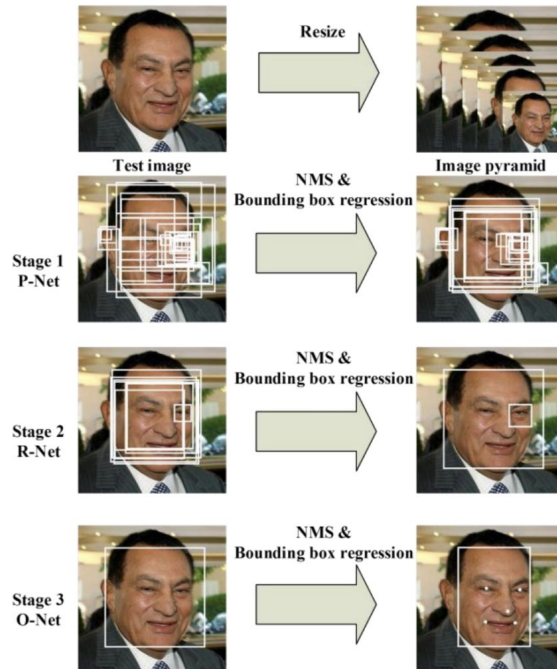 Resize
Test image
Image pyramid
NMS &
Bounding box regression
Stage 1
P-Net
NMS &
Bounding box regression
Stage 2
R-Net
NMS &
Bounding box regression
Stage 3
O-Net